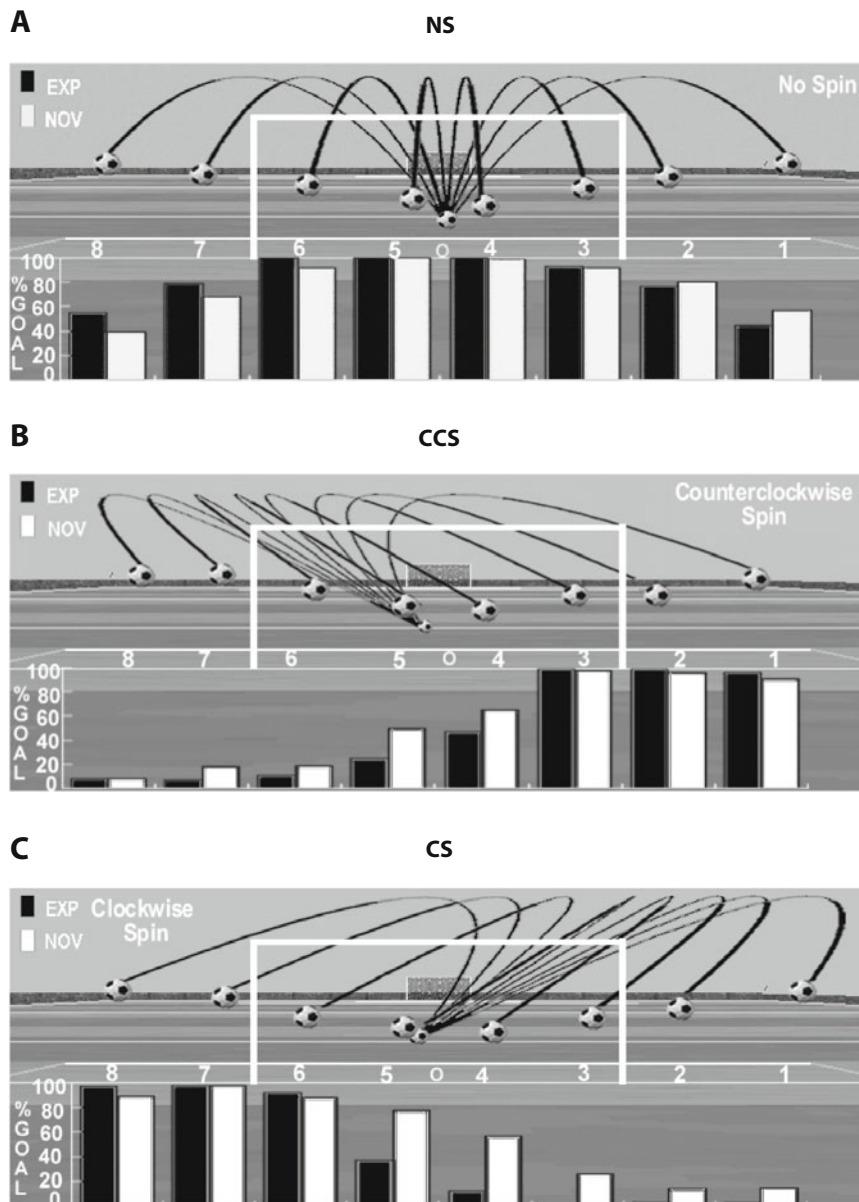 A
NS
EXP
NOV
No Spin
8 7 6 5 O 4 3 2 1
100
80
60
40
20
0
% GOAL
B
CCS
EXP
NOV
Counterclockwise
Spin
8 7 6 5 O 4 3 2 1
100
80
60
40
20
0
% GOAL
C
CS
EXP
NOV
Clockwise
Spin
8 7 6 5 O 4 3 2 1
100
80
60
40
20
0
% GOAL